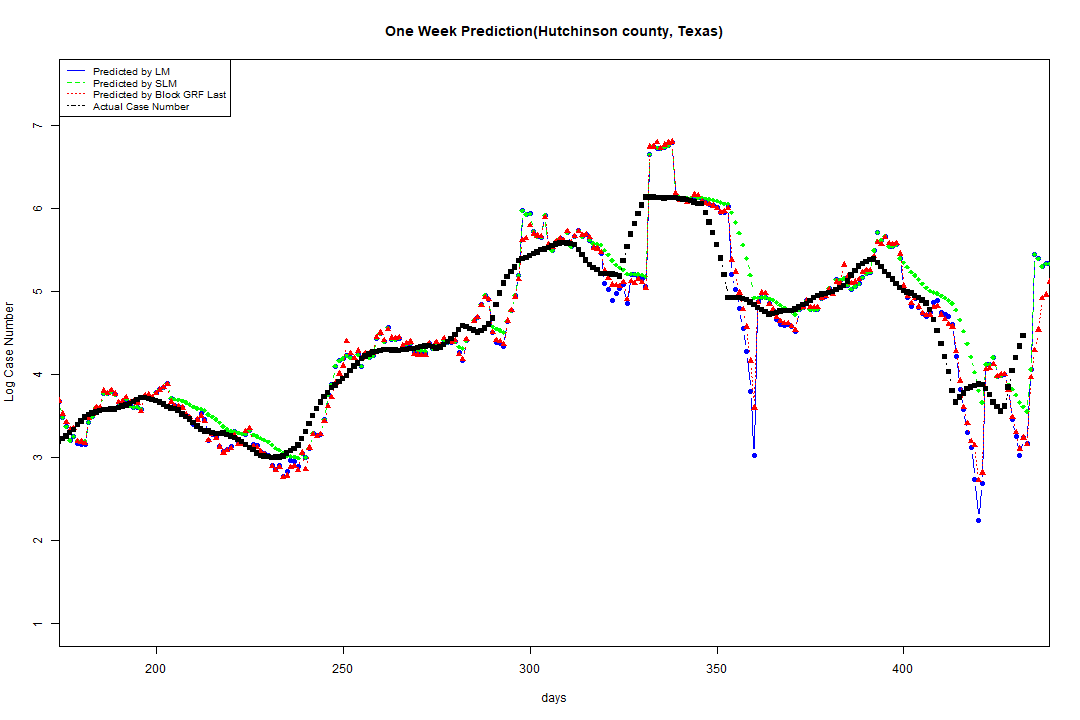 One Week Prediction(Hutchinson county, Texas)
Predicted by LM
Predicted by SLM
Predicted by Block GRF Last
Actual Case Number
7
6
5
4
3
2
1
Log Case Number
200 250 300 350 400
days